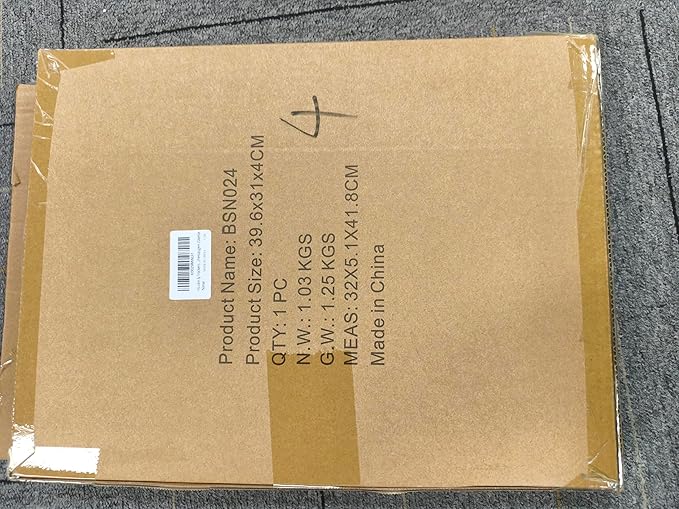 4
Product Name: BSN024
Product Size: 39.6x31x4CM
QTY: 1 PC
N.W.: 1.03 KGS
G.W.: 1.25 KGS
MEAS: 32X5.1X41.8CM
Made in China